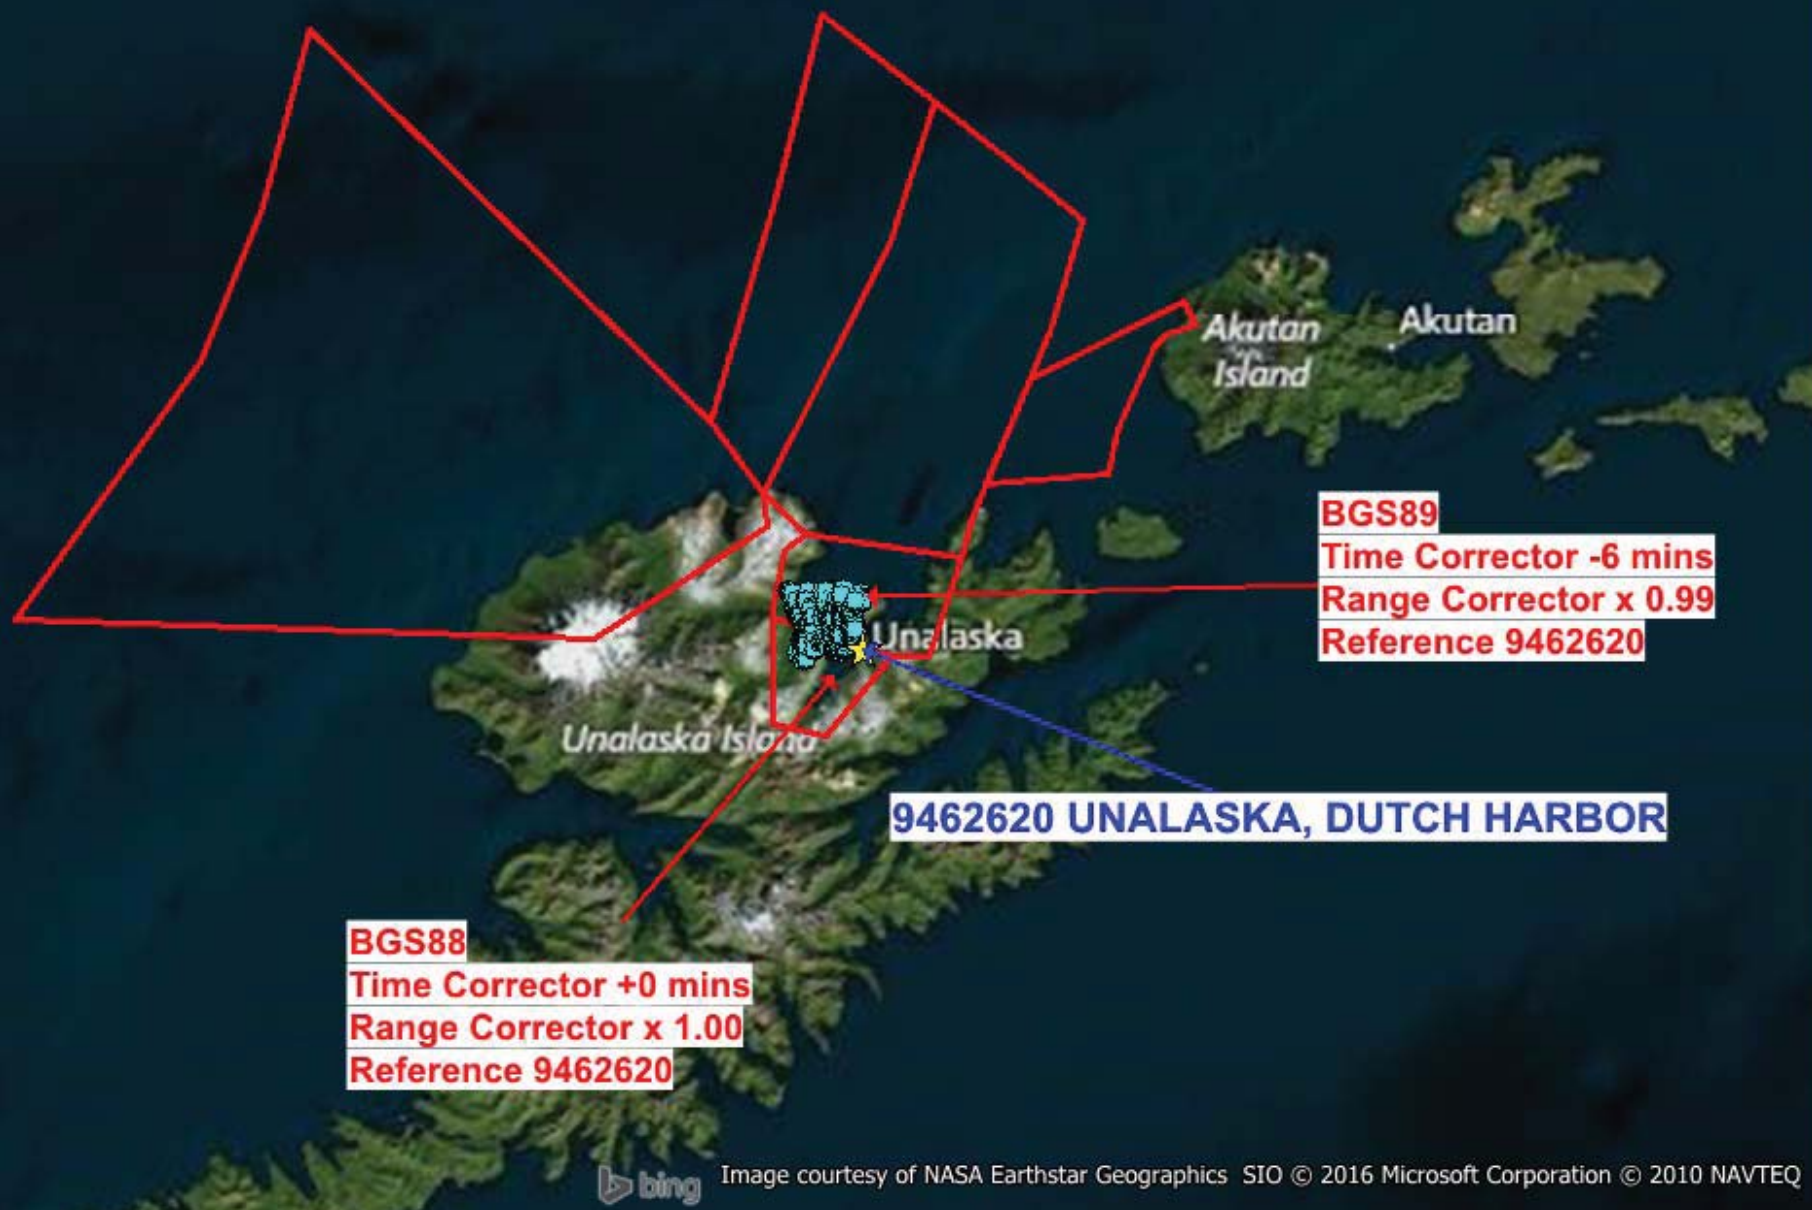 Akutan
Akutan
Island
BGS89
Time Corrector -6 mins
Range Corrector x 0.99
Reference 9462620
Unalaska
Unalaska Island
9462620 UNALASKA, DUTCH HARBOR
BGS88
Time Corrector +0 mins
Range Corrector x 1.00
Reference 9462620
bing
Image courtesy of NASA Earthstar Geographics SIO © 2016 Microsoft Corporation © 2010 NAVTEQ